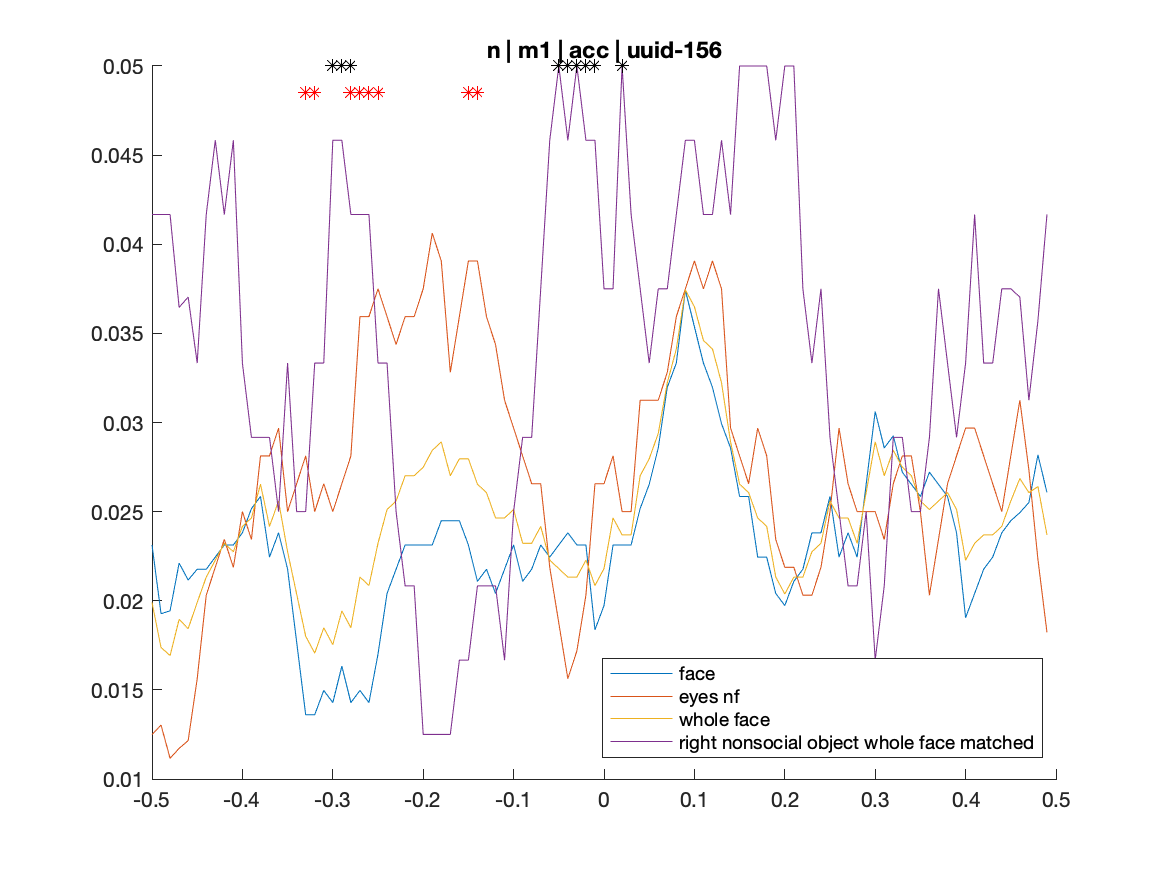 n | m1 | acc | uuid-156
0.05
0.045
0.04
0.035
0.03
0.025
0.02
0.015
0.01
-0.5 -0.4 -0.3 -0.2 -0.1 0 0.1 0.2 0.3 0.4 0.5
face
eyes nf
whole face
right nonsocial object whole face matched